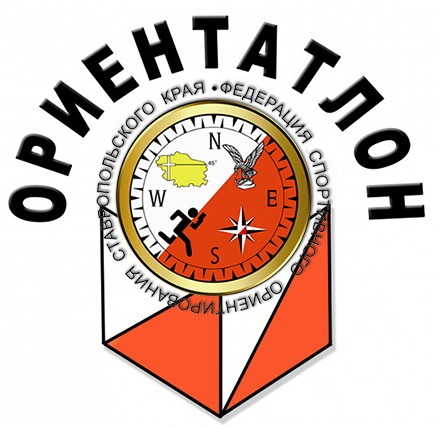 ОРИЕНТАТЛОН
ФЕДЕРАЦИЯ СПОРТИВНОГО ОРИЕНТИРОВАНИЯ СТАВРОПОЛЬСКОГО КРАЯ •
N
45°
W
E
S